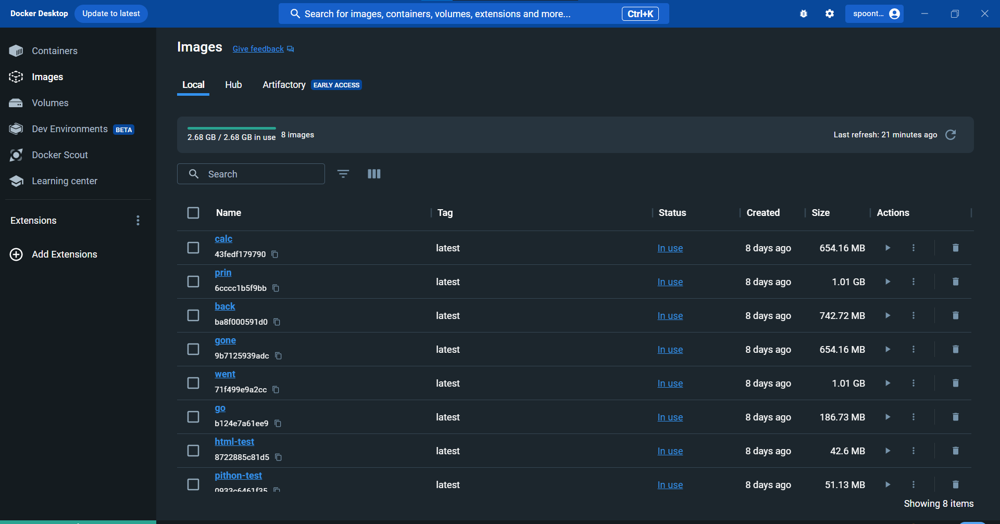 Docker Desktop Update to latest Search for images, containers, volumes, extensions and more... Ctrl+K spoont...
Containers
Images
Volumes
Dev Environments BETA
Docker Scout
Learning center
Extensions
Add Extensions
Images Give feedback
Local Hub Artifactory EARLY ACCESS
2.68 GB / 2.68 GB in use 8 images Last refresh: 21 minutes ago
Search
Name Tag Status Created Size Actions
calc
43fedf179790 latest In use 8 days ago 654.16 MB
prin
6cccc1b5f9bb latest In use 8 days ago 1.01 GB
back
ba8f000591d0 latest In use 8 days ago 742.72 MB
gone
9b7125939adc latest In use 8 days ago 654.16 MB
went
71f499e9a2cc latest In use 8 days ago 1.01 GB
go
b124e7a61ee9 latest In use 8 days ago 186.73 MB
html-test
8722885c81d5 latest In use 8 days ago 42.6 MB
pithon-test
0933c6461f35 latest In use 8 days ago 51.13 MB
Showing 8 items